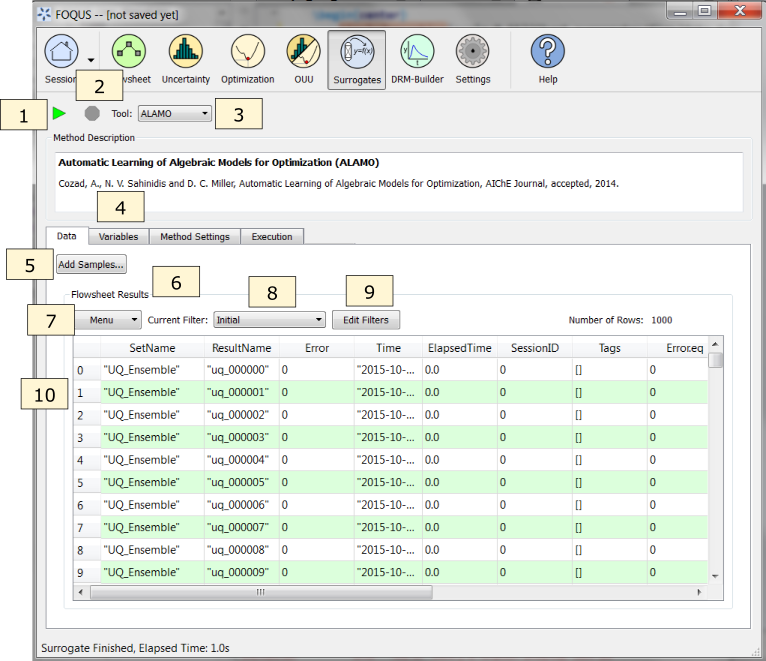 FOQUS -- [not saved yet]
Session Uncertainty Optimization OUU Surrogates DRM-Builder Settings Help
y=f(x)
2
1 Tool: ALAMO 3
Method Description
Automatic Learning of Algebraic Models for Optimization (ALAMO)
Cozad, A., N. V. Sahinidis and D. C. Miller, Automatic Learning of Algebraic Models for Optimization, AIChE Journal, accepted, 2014.
4
Data Variables Method Settings Execution
5 Add Samples...
6
Flowsheet Results
8 9
7 Menu Current Filter: Initial Edit Filters Number of Rows: 1000
SetName ResultName Error Time ElapsedTime SessionID Tags Error.eq
0 "UQ_Ensemble" "uq_000000" 0 "2015-10-... 0.0 0 [] 0
10
1 "UQ_Ensemble" "uq_000001" 0 "2015-10-... 0.0 0 [] 0
2 "UQ_Ensemble" "uq_000002" 0 "2015-10-... 0.0 0 [] 0
3 "UQ_Ensemble" "uq_000003" 0 "2015-10-... 0.0 0 [] 0
4 "UQ_Ensemble" "uq_000004" 0 "2015-10-... 0.0 0 [] 0
5 "UQ_Ensemble" "uq_000005" 0 "2015-10-... 0.0 0 [] 0
6 "UQ_Ensemble" "uq_000006" 0 "2015-10-... 0.0 0 [] 0
7 "UQ_Ensemble" "uq_000007" 0 "2015-10-... 0.0 0 [] 0
8 "UQ_Ensemble" "uq_000008" 0 "2015-10-... 0.0 0 [] 0
9 "UQ_Ensemble" "uq_000009" 0 "2015-10-... 0.0 0 [] 0
Surrogate Finished, Elapsed Time: 1.0s